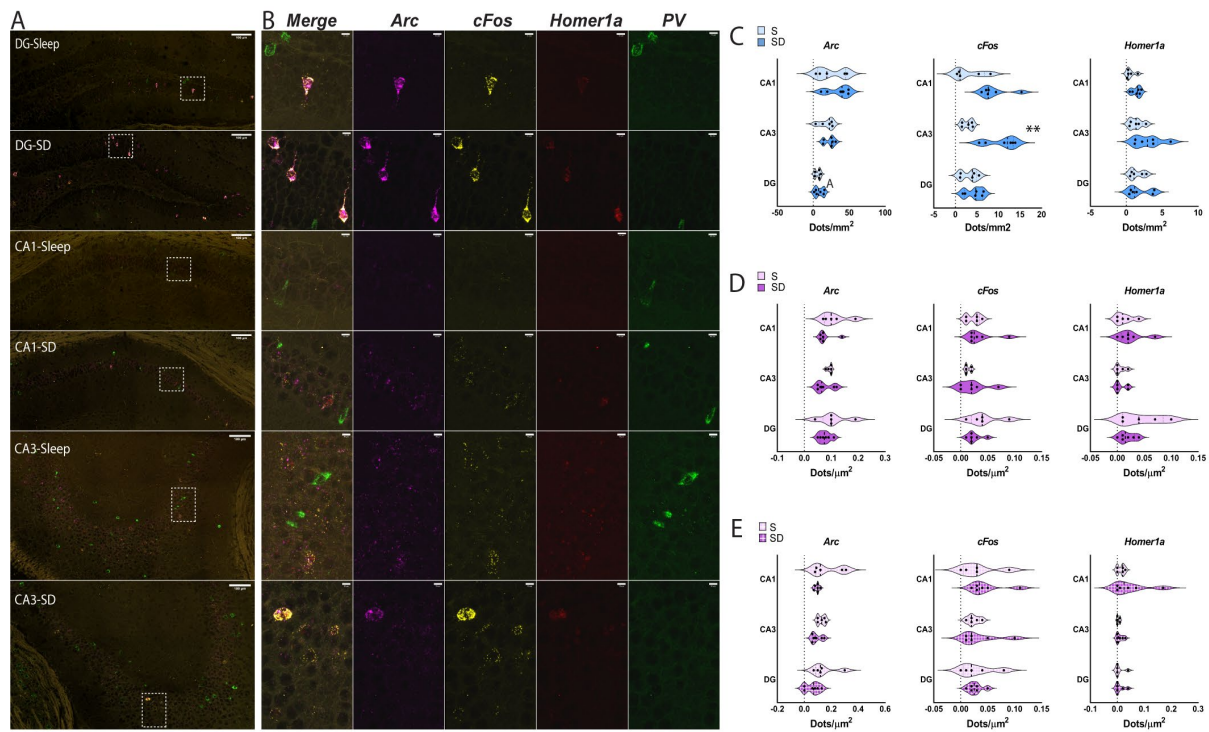 A
B
Merge
Arc
cFos
Homer1a
PV
DG-Sleep
100 μm
DG-SD
CA1-Sleep
CA1-SD
CA3-Sleep
CA3-SD
C
S
SD
Arc
cFos
Homer1a
CA1
CA3
**
DG
A
-50 0 50 100
Dots/mm²
-5 0 5 10 15 20
Dots/mm2
-5 0 5 10
Dots/mm²
D
S
SD
Arc
cFos
Homer1a
CA1
CA3
DG
-0.1 0.0 0.1 0.2 0.3
Dots/μm²
-0.05 0.00 0.05 0.10 0.15
Dots/μm²
-0.05 0.00 0.05 0.10 0.15
Dots/μm²
E
S
SD
Arc
cFos
Homer1a
CA1
CA3
DG
-0.2 0.0 0.2 0.4 0.6
Dots/μm²
-0.05 0.00 0.05 0.10 0.15
Dots/μm²
-0.1 0.0 0.1 0.2 0.3
Dots/μm²